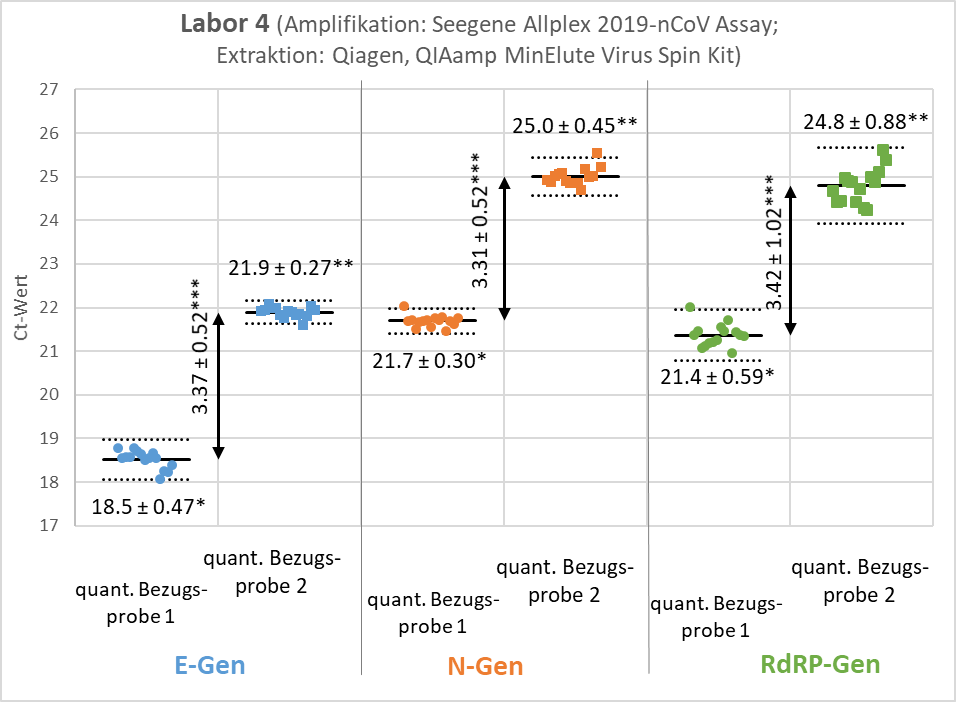 Labor 4 (Amplifikation: Seegene Allplex 2019-nCoV Assay;
Extraktion: Qiagen, QIAamp MinElute Virus Spin Kit)
Ct-Wert
27
26
25
24
23
22
21
20
19
18
17
18.5 ± 0.47*
3.37 ± 0.52***
21.9 ± 0.27**
21.7 ± 0.30*
3.31 ± 0.52***
25.0 ± 0.45**
21.4 ± 0.59*
3.42 ± 1.02***
24.8 ± 0.88**
quant. Bezugs-
probe 1
quant. Bezugs-
probe 2
quant. Bezugs-
probe 1
quant. Bezugs-
probe 2
quant. Bezugs-
probe 1
quant. Bezugs-
probe 2
E-Gen
N-Gen
RdRP-Gen